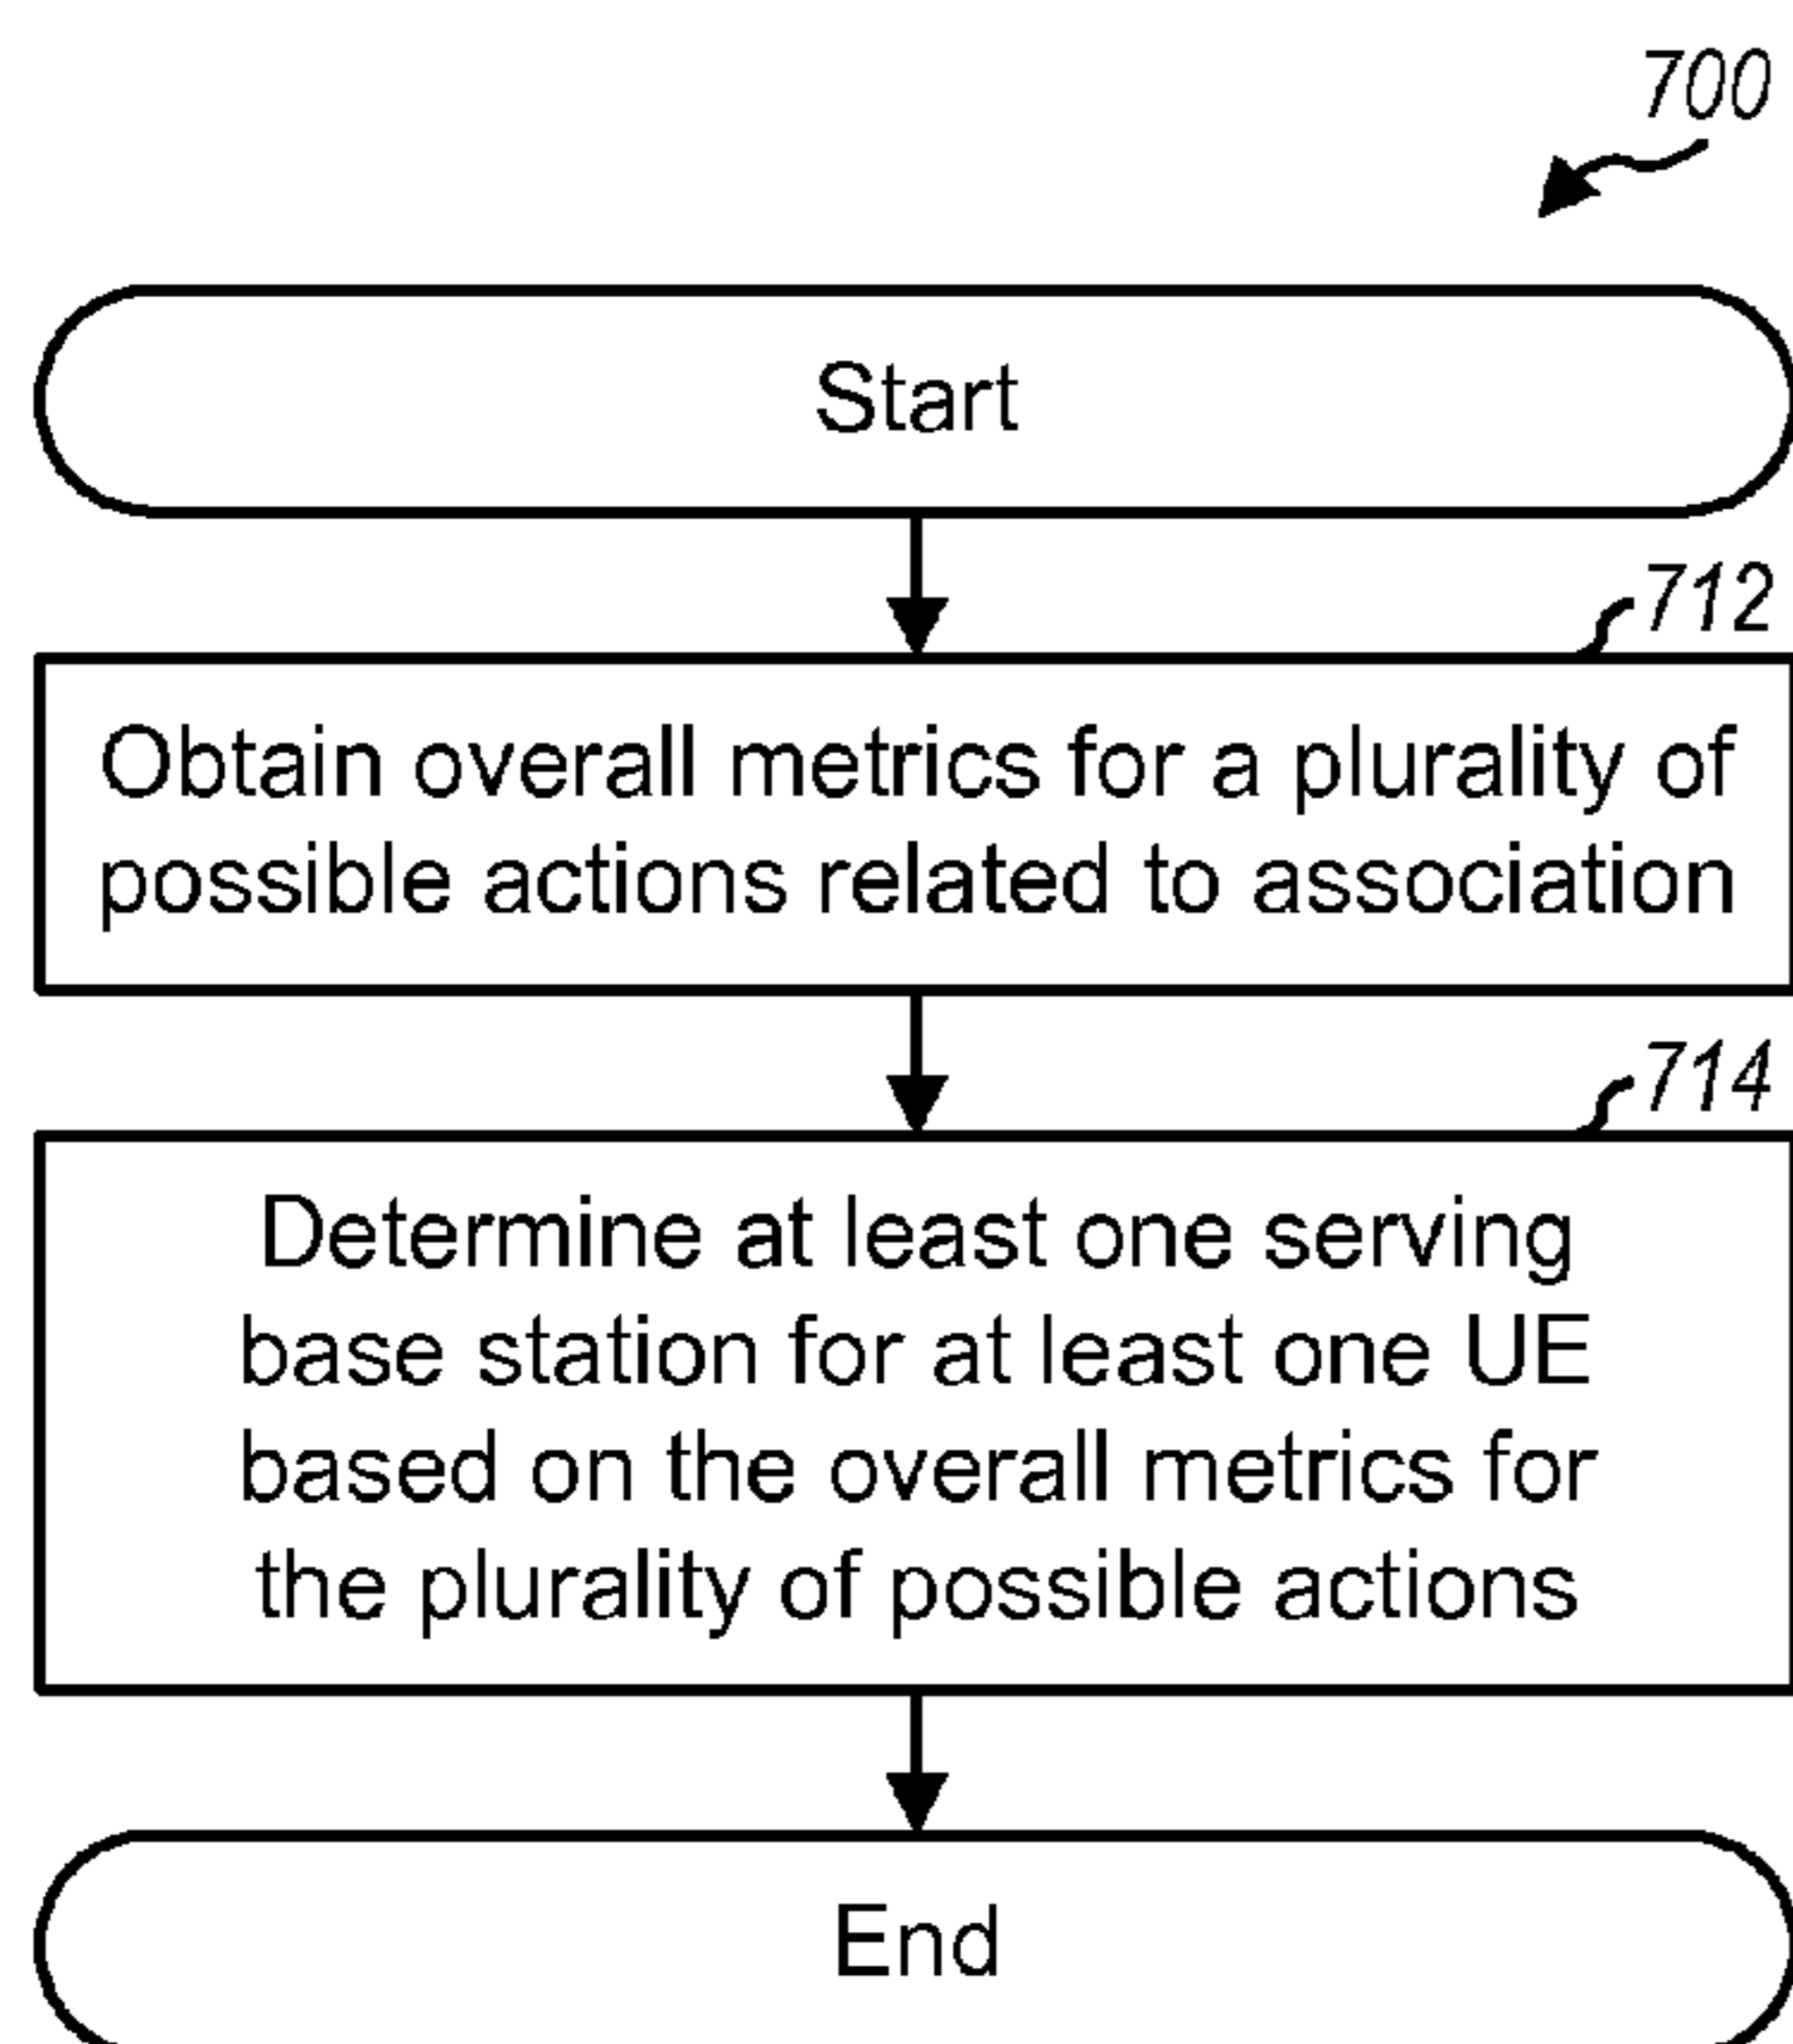 700
Start
712
Obtain overall metrics for a plurality of
possible actions related to association
714
Determine at least one serving
base station for at least one UE
based on the overall metrics for
the plurality of possible actions
End